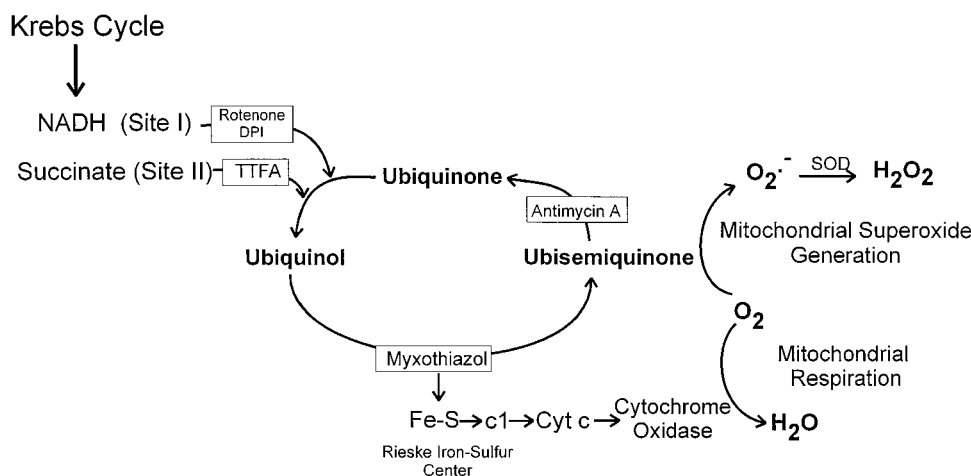 Krebs Cycle
NADH (Site I)
Rotenone
DPI
Succinate (Site II)
TTFA
Ubiquinone
Antimycin A
Ubiquinol
Ubisemiquinone
O2·-
SOD
H2O2
Mitochondrial Superoxide
Generation
O2
Mitochondrial
Respiration
Myxothiazol
Fe-S
c1
Cyt c
Cytochrome
Oxidase
H2O
Rieske Iron-Sulfur
Center